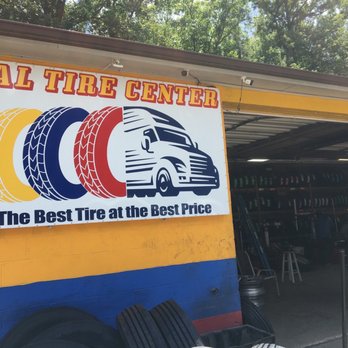 AL TIRE CENTER
The Best Tire at the Best Price